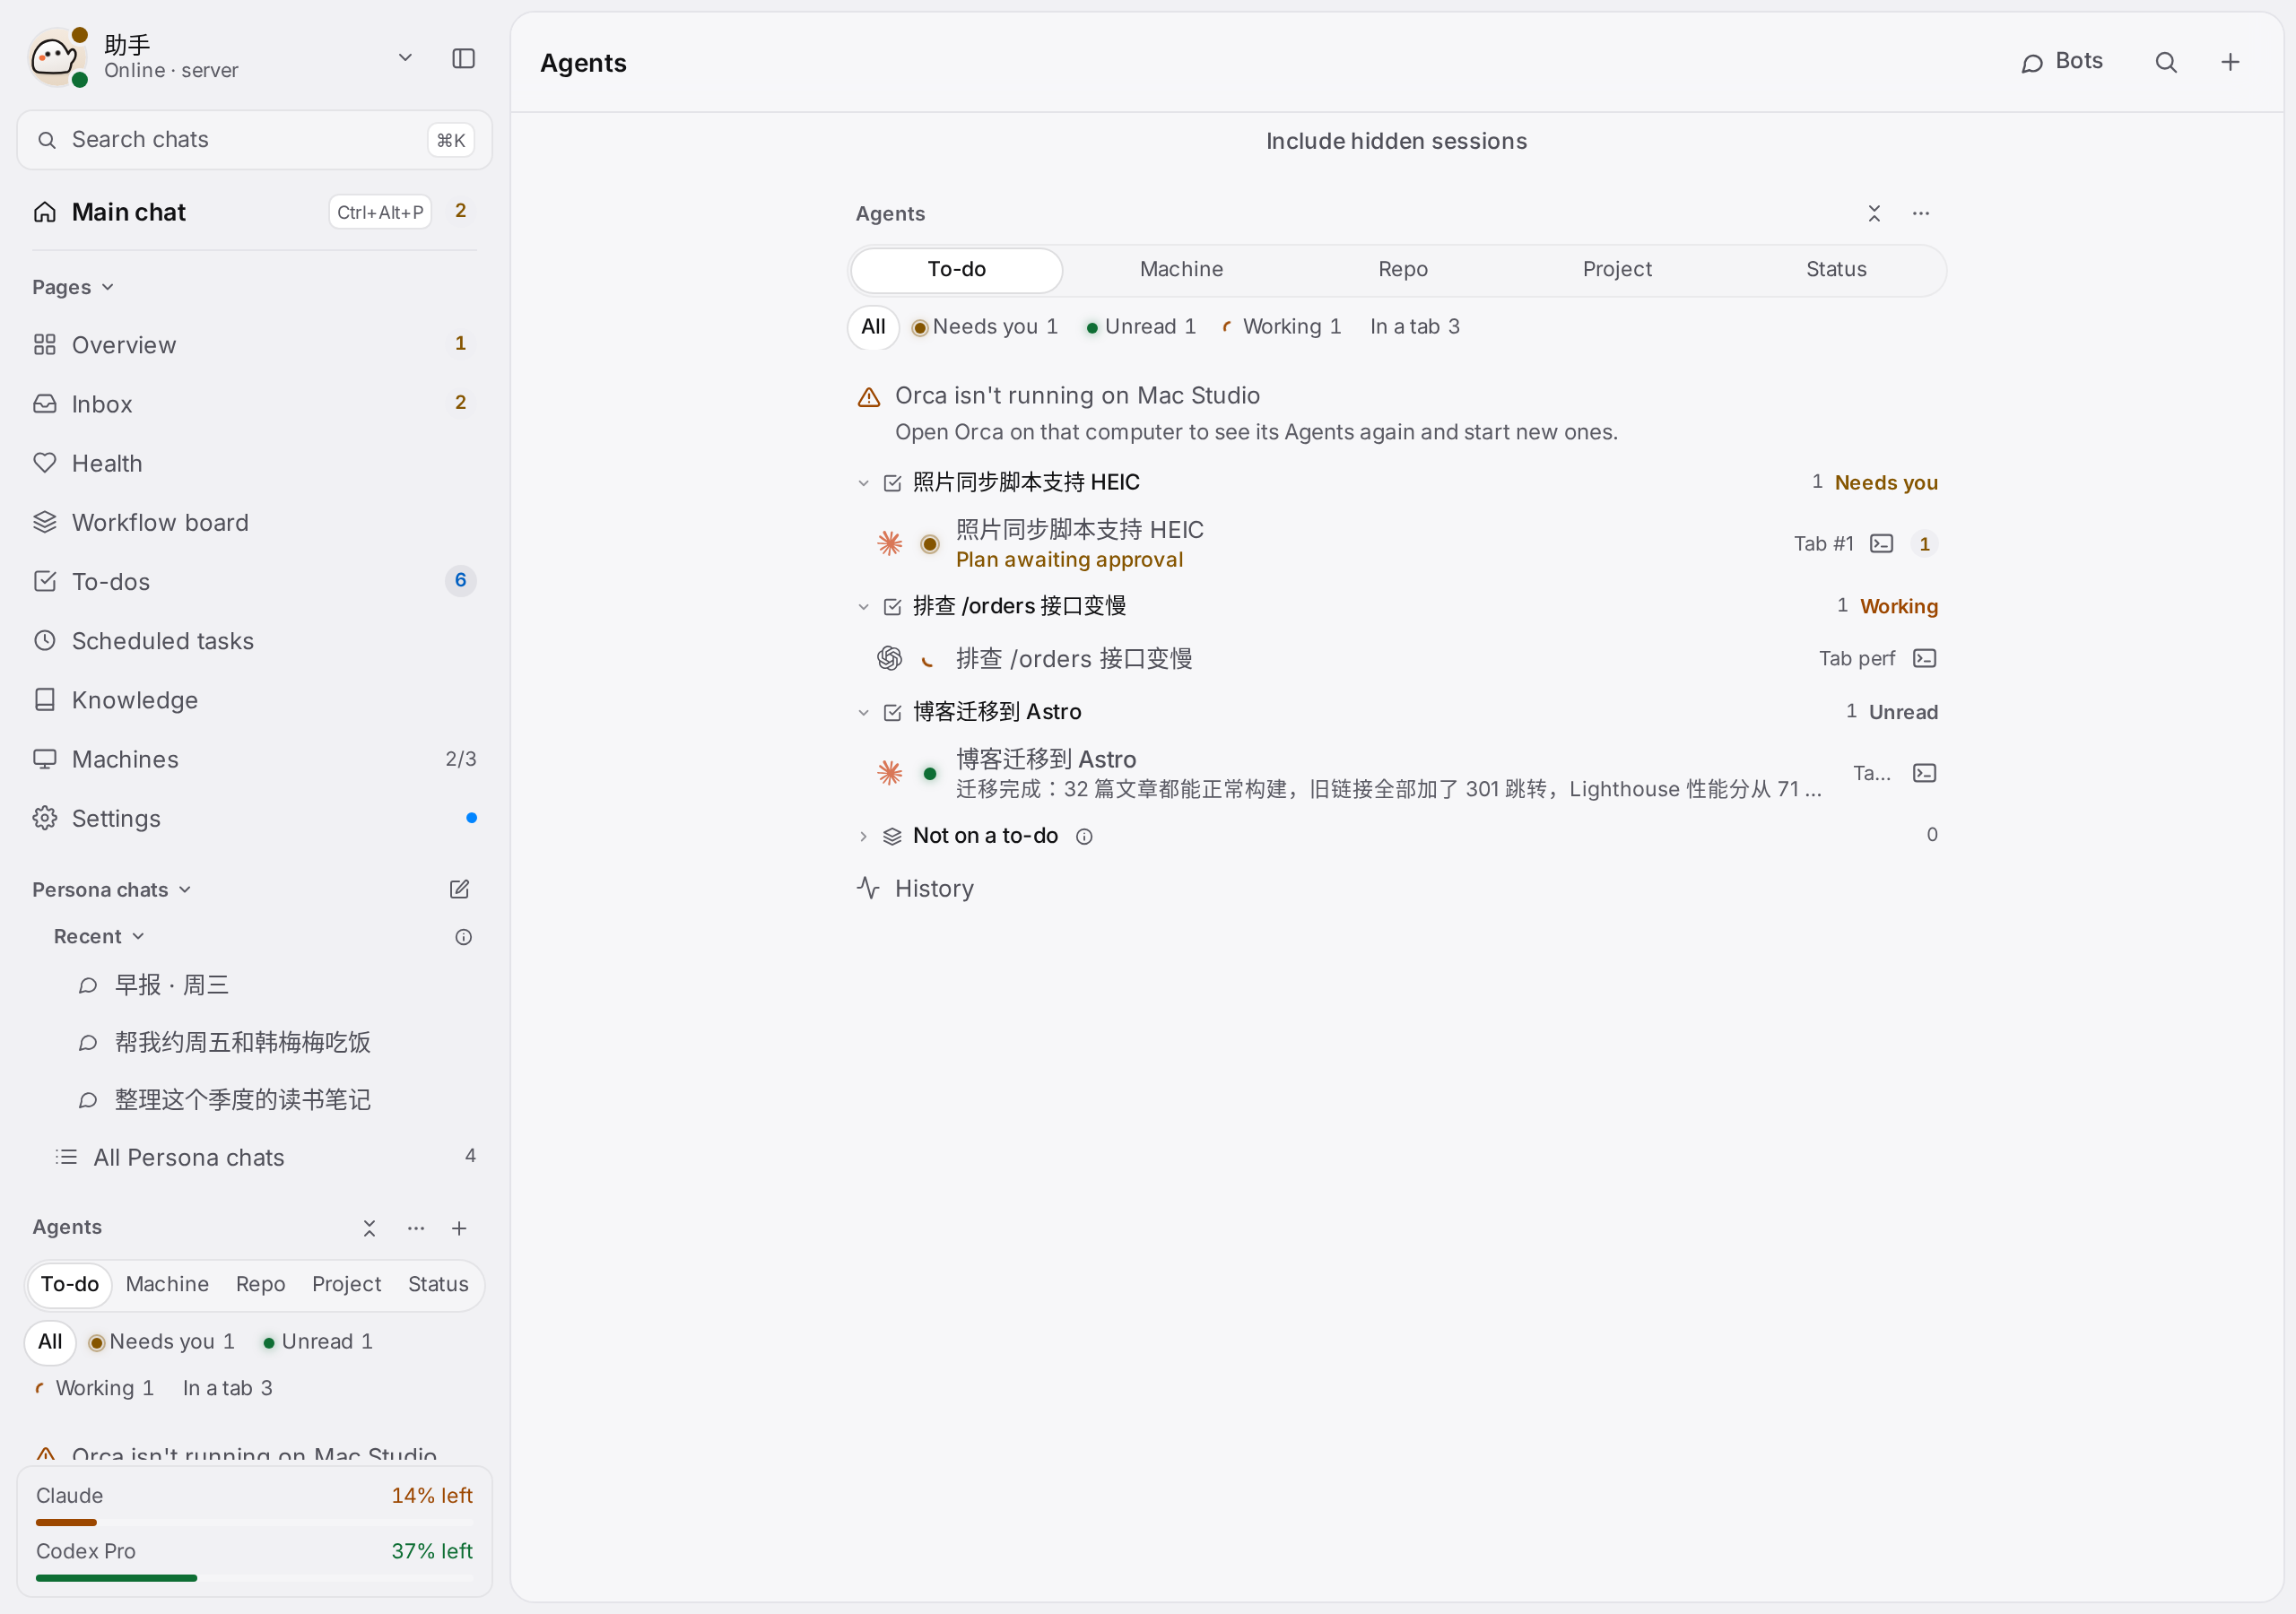 助手
Online · server
Search chats ⌘K
Main chat Ctrl+Alt+P 2
Pages
Overview 1
Inbox 2
Health
Workflow board
To-dos 6
Scheduled tasks
Knowledge
Machines 2/3
Settings
Persona chats
Recent
早报 · 周三
帮我约周五和韩梅梅吃饭
整理这个季度的读书笔记
All Persona chats 4
Agents
To-do Machine Repo Project Status
All Needs you 1 Unread 1
Working 1 In a tab 3
Orca isn't running on Mac Studio
Claude 14% left
Codex Pro 37% left
Agents Bots
Include hidden sessions
Agents
To-do Machine Repo Project Status
All Needs you 1 Unread 1 Working 1 In a tab 3
Orca isn't running on Mac Studio
Open Orca on that computer to see its Agents again and start new ones.
照片同步脚本支持 HEIC 1 Needs you
照片同步脚本支持 HEIC
Plan awaiting approval
Tab #1 1
排查 /orders 接口变慢 1 Working
排查 /orders 接口变慢 Tab perf
博客迁移到 Astro 1 Unread
博客迁移到 Astro
迁移完成：32 篇文章都能正常构建，旧链接全部加了 301 跳转，Lighthouse 性能分从 71 ...
Ta...
Not on a to-do 0
History